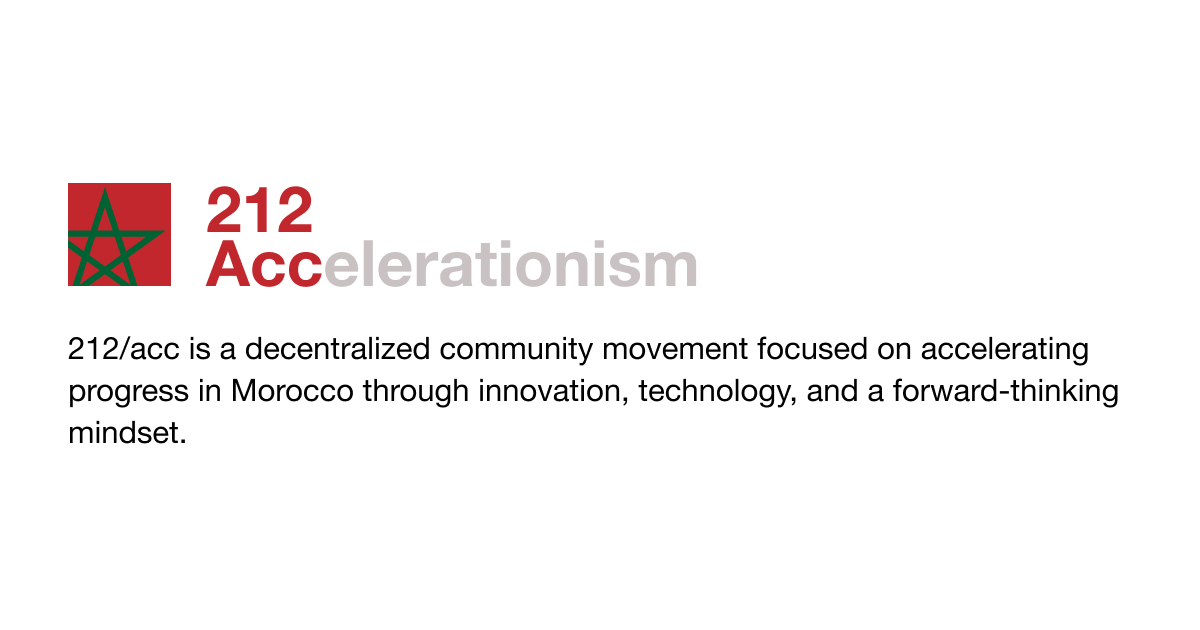 212
Accelerationism
212/acc is a decentralized community movement focused on accelerating
progress in Morocco through innovation, technology, and a forward-thinking
mindset.